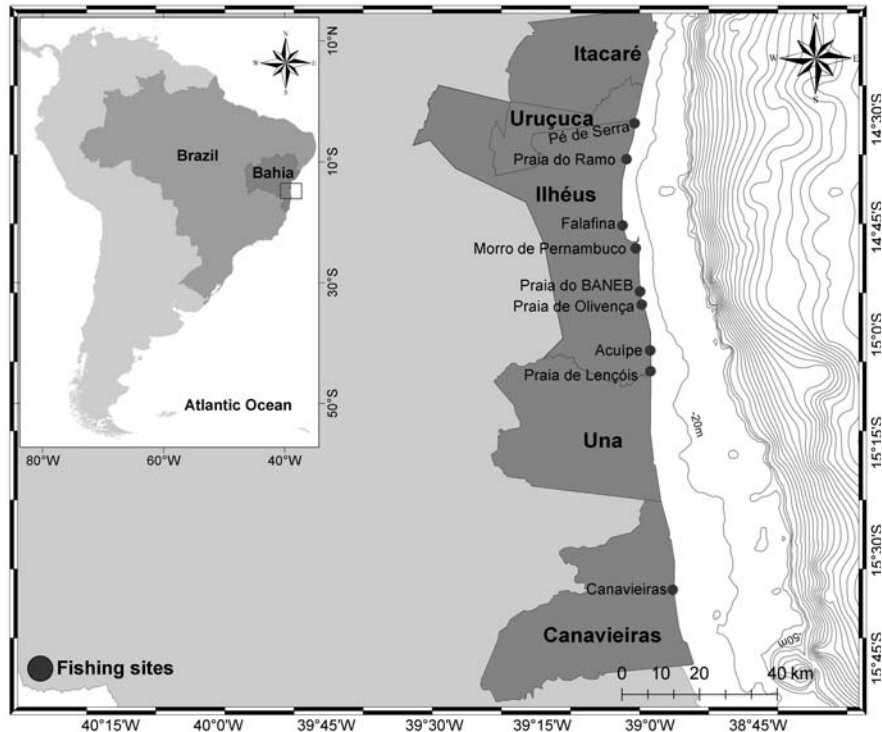 N
W E
S
10°N
10°S
30°S
50°S
Brazil
Bahia
Atlantic Ocean
80°W 60°W 40°W
N
W E
S
Itacaré
Uruçuca
Pé de Serra
Praia do Ramo
Ilhéus
Falafina
Morro de Pernambuco
Praia do BANEB
Praia de Olivença
Acuípe
Praia de Lençóis
Una
Canavieiras
Canavieiras
-20m
-50m
Fishing sites
0 10 20 40 km
14°30'S
14°45'S
15°0'S
15°15'S
15°30'S
15°45'S
40°15'W 40°0'W 39°45'W 39°30'W 39°15'W 39°0'W 38°45'W